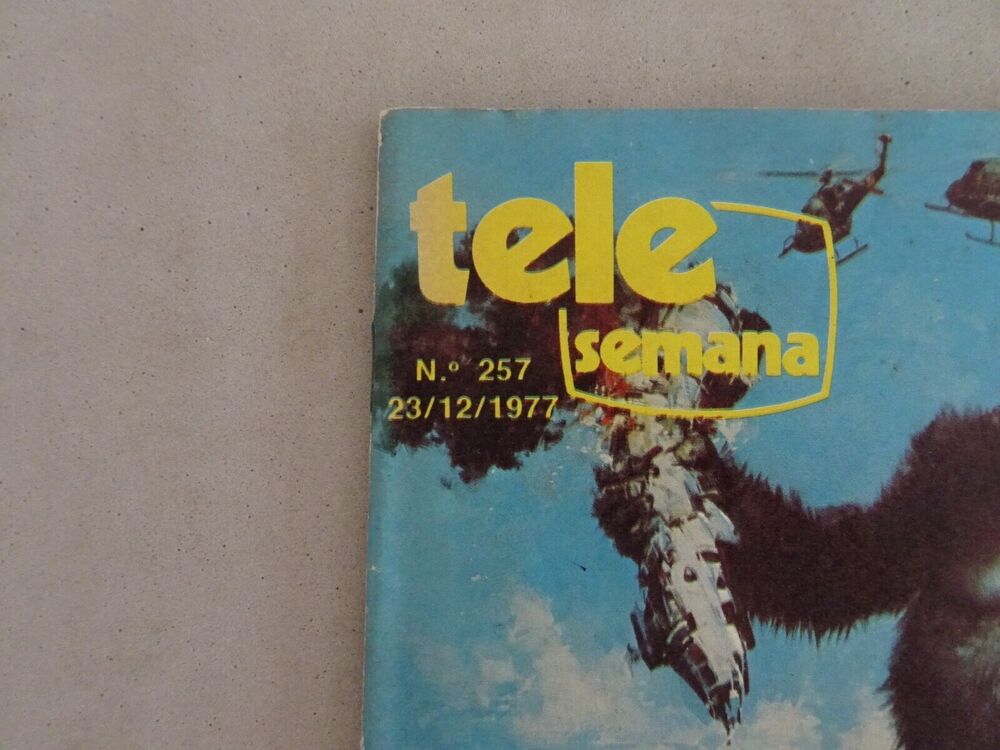 tele
semana
N.º 257
23/12/1977